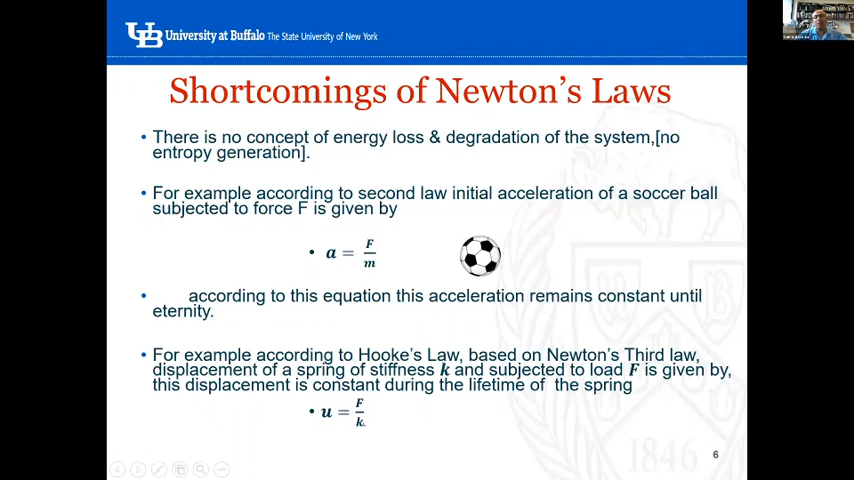 UB University at Buffalo The State University of New York
Shortcomings of Newton's Laws
• There is no concept of energy loss & degradation of the system,[no
entropy generation].
• For example according to second law initial acceleration of a soccer ball
subjected to force F is given by
• a = F/m
• according to this equation this acceleration remains constant until
eternity.
• For example according to Hooke's Law, based on Newton's Third law,
displacement of a spring of stiffness k and subjected to load F is given by,
this displacement is constant during the lifetime of the spring
• u = F/k.
1846
6